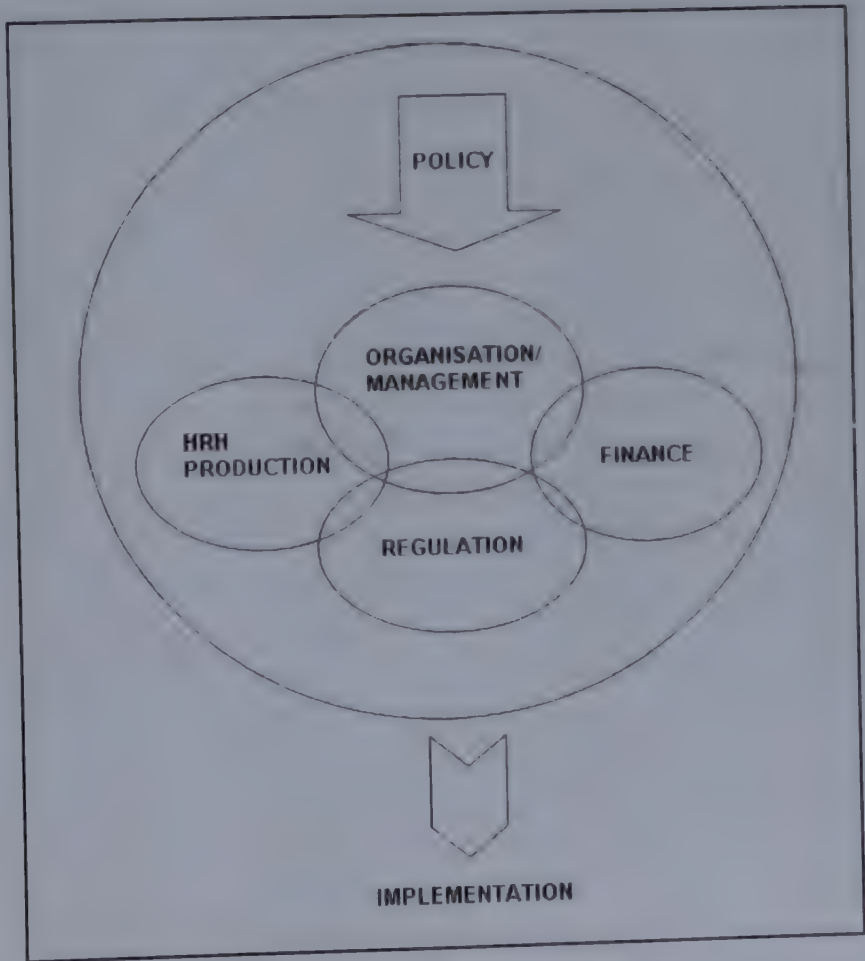 POLICY
ORGANISATION/
MANAGEMENT
HRH
PRODUCTION
FINANCE
REGULATION
IMPLEMENTATION